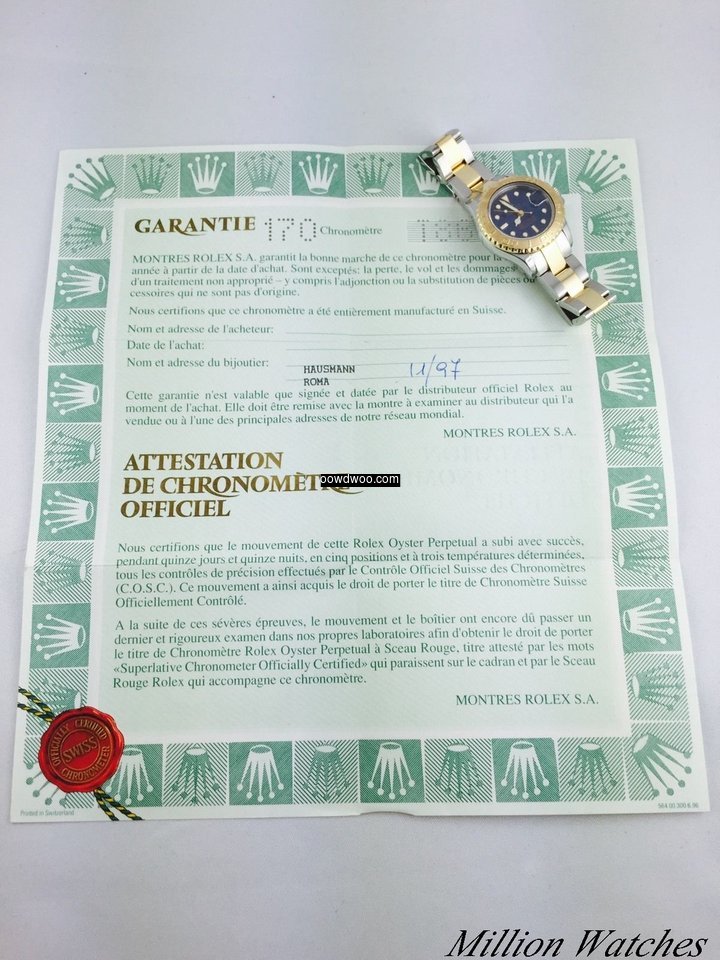 GARANTIE 170 Chronomètre
MONTRES ROLEX S.A. garantit la bonne marche de ce chronomètre pour la
année à partir de la date d'achat. Sont exceptés: la perte, le vol et les dommages
d'un traitement non approprié – y compris l'adjonction ou la substitution de pièces ou
cessoires qui ne sont pas d'origine.
Nous certifions que ce chronomètre a été entièrement manufacturé en Suisse.
Nom et adresse de l'acheteur:
Date de l'achat:
Nom et adresse du bijoutier: HAUSMANN 11/97
ROMA
Cette garantie n'est valable que signée et datée par le distributeur officiel Rolex au
moment de l'achat. Elle doit être remise avec la montre à examiner au distributeur qui l'a
vendue ou à l'une des principales adresses de notre réseau mondial.
MONTRES ROLEX S.A.
ATTESTATION
DE CHRONOMÈTRE
oowdwoo.com
OFFICIEL
Nous certifions que le mouvement de cette Rolex Oyster Perpetual a subi avec succès,
pendant quinze jours et quinze nuits, en cinq positions et à trois températures déterminées,
tous les contrôles de précision effectués par le Contrôle Officiel Suisse des Chronomètres
(C.O.S.C.). Ce mouvement a ainsi acquis le droit de porter le titre de Chronomètre Suisse
Officiellement Contrôlé.
A la suite de ces sévères épreuves, le mouvement et le boîtier ont encore dû passer un
dernier et rigoureux examen dans nos propres laboratoires afin d'obtenir le droit de porter
le titre de Chronomètre Rolex Oyster Perpetual à Sceau Rouge, titre attesté par les mots
«Superlative Chronometer Officially Certified» qui paraissent sur le cadran et par le Sceau
Rouge Rolex qui accompagne ce chronomètre.
MONTRES ROLEX S.A.
OFFICIALLY CERTIFIED
SWISS
CHRONOMETER
Printed in Switzerland
564.00.300.6.96
Million Watches